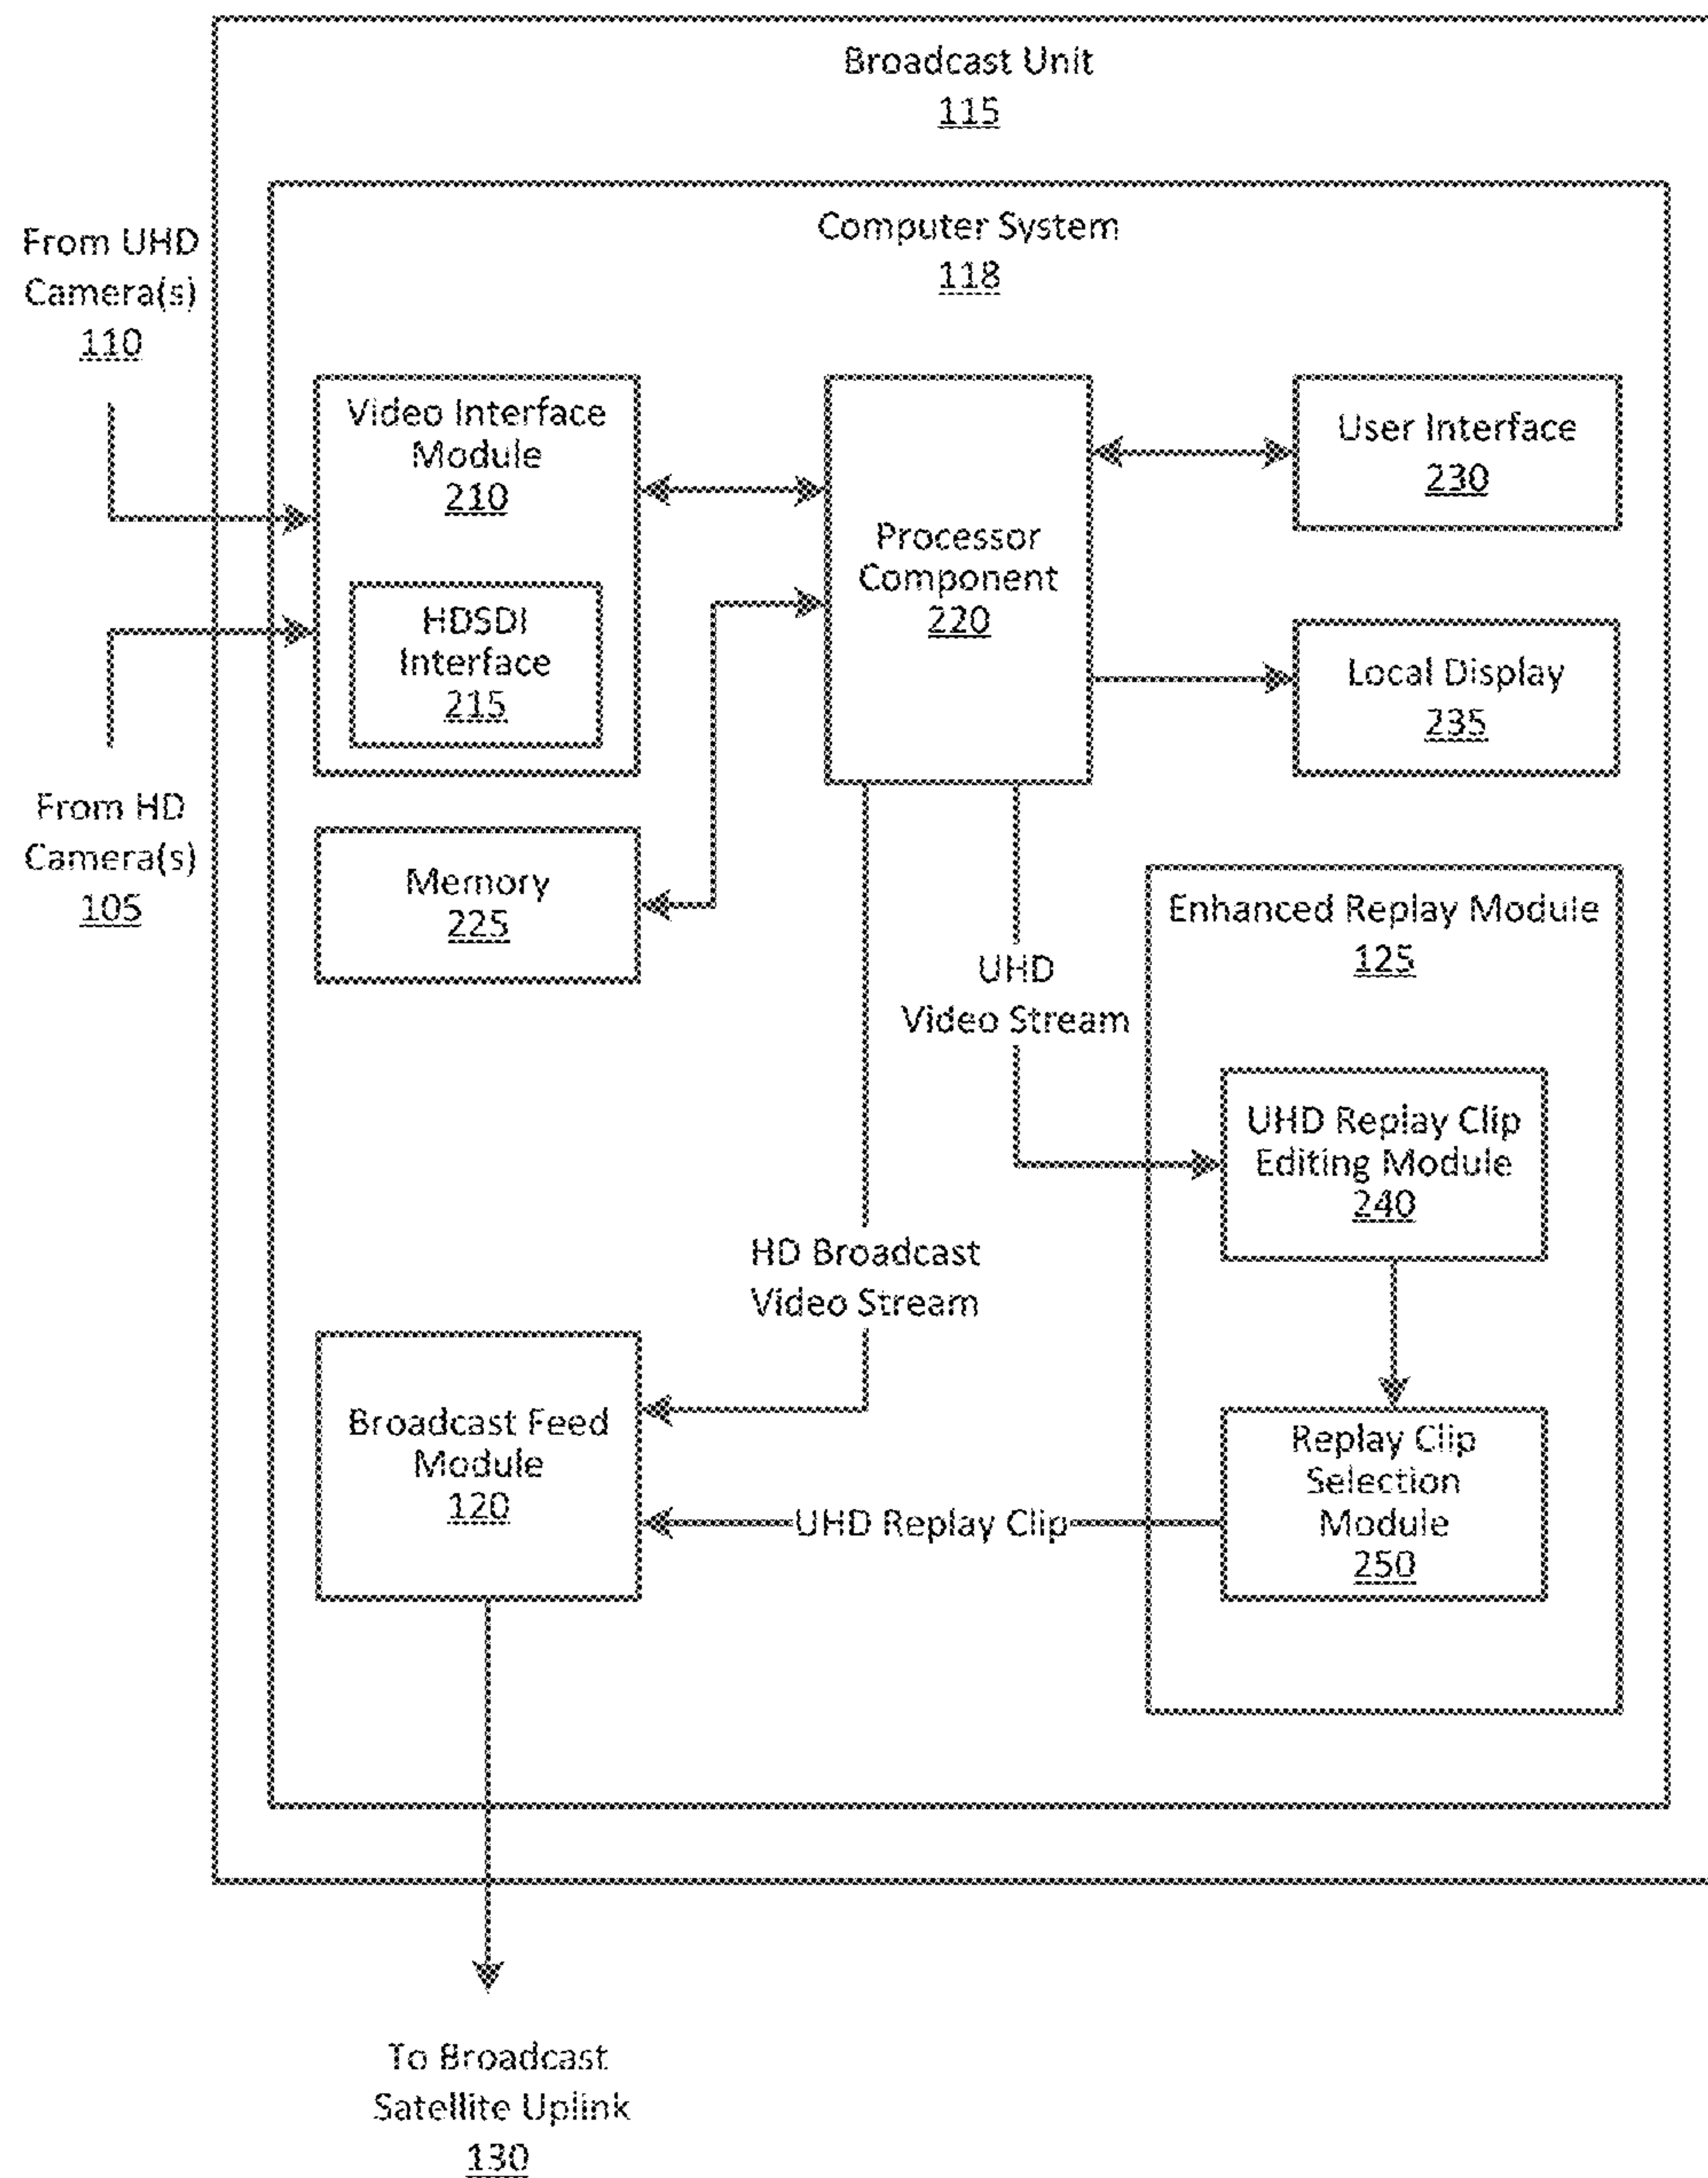 Broadcast Unit
115
Computer System
118
From UHD
Camera(s)
110
Video Interface
Module
210
HDSDI
Interface
215
Processor
Component
220
User Interface
230
Local Display
235
From HD
Camera(s)
105
Memory
225
Enhanced Replay Module
125
UHD
Video Stream
UHD Replay Clip
Editing Module
240
HD Broadcast
Video Stream
Broadcast Feed
Module
120
UHD Replay Clip
Replay Clip
Selection
Module
250
To Broadcast
Satellite Uplink
130